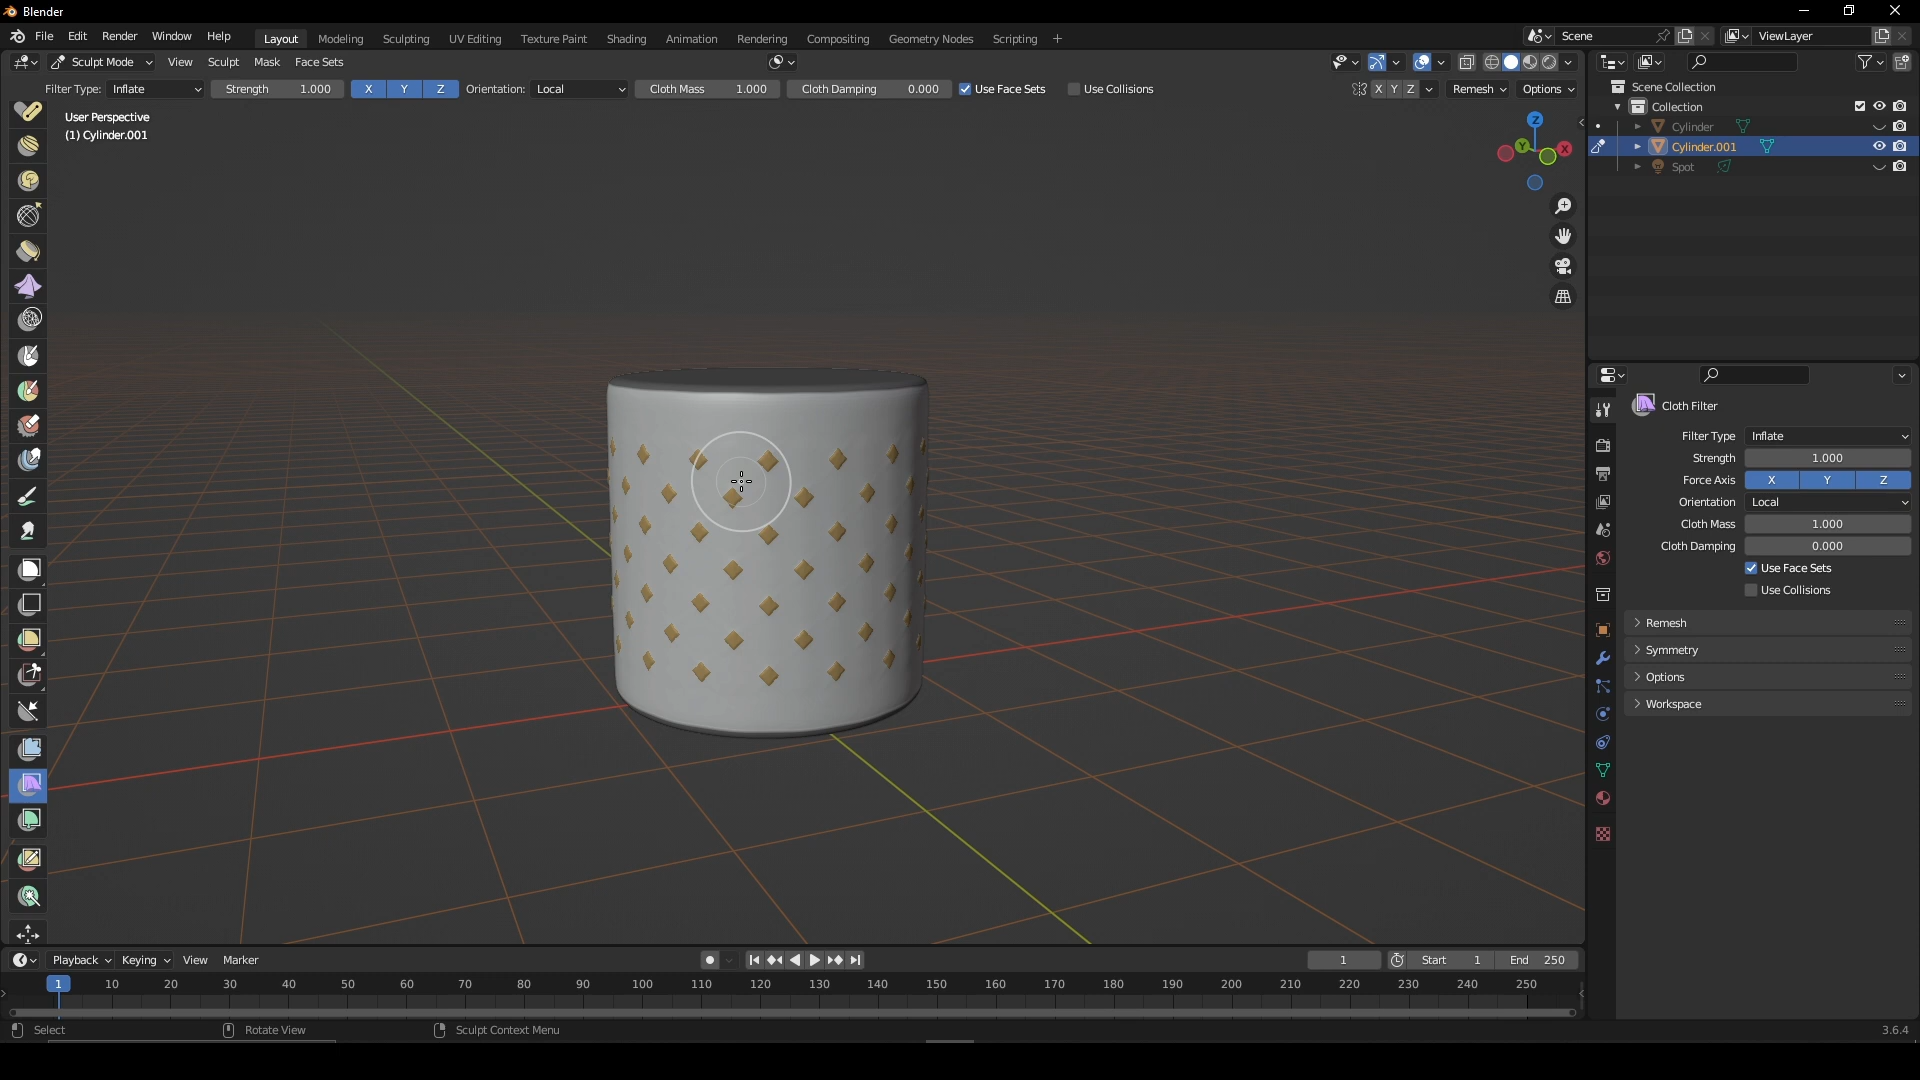 Blender
File Edit Render Window Help Layout Modeling Sculpting UV Editing Texture Paint Shading Animation Rendering Compositing Geometry Nodes Scripting + Scene ViewLayer
Sculpt Mode View Sculpt Mask Face Sets
Filter Type: Inflate Strength 1.000 X Y Z Orientation: Local Cloth Mass 1.000 Cloth Damping 0.000 Use Face Sets Use Collisions X Y Z Remesh Options
User Perspective
(1) Cylinder.001
Z
Y
X
Scene Collection
Collection
Cylinder
Cylinder.001
Spot
Cloth Filter
Filter Type Inflate
Strength 1.000
Force Axis X Y Z
Orientation Local
Cloth Mass 1.000
Cloth Damping 0.000
Use Face Sets
Use Collisions
Remesh
Symmetry
Options
Workspace
Playback Keying View Marker 1 Start 1 End 250
1 10 20 30 40 50 60 70 80 90 100 110 120 130 140 150 160 170 180 190 200 210 220 230 240 250
Select Rotate View Sculpt Context Menu 3.6.4